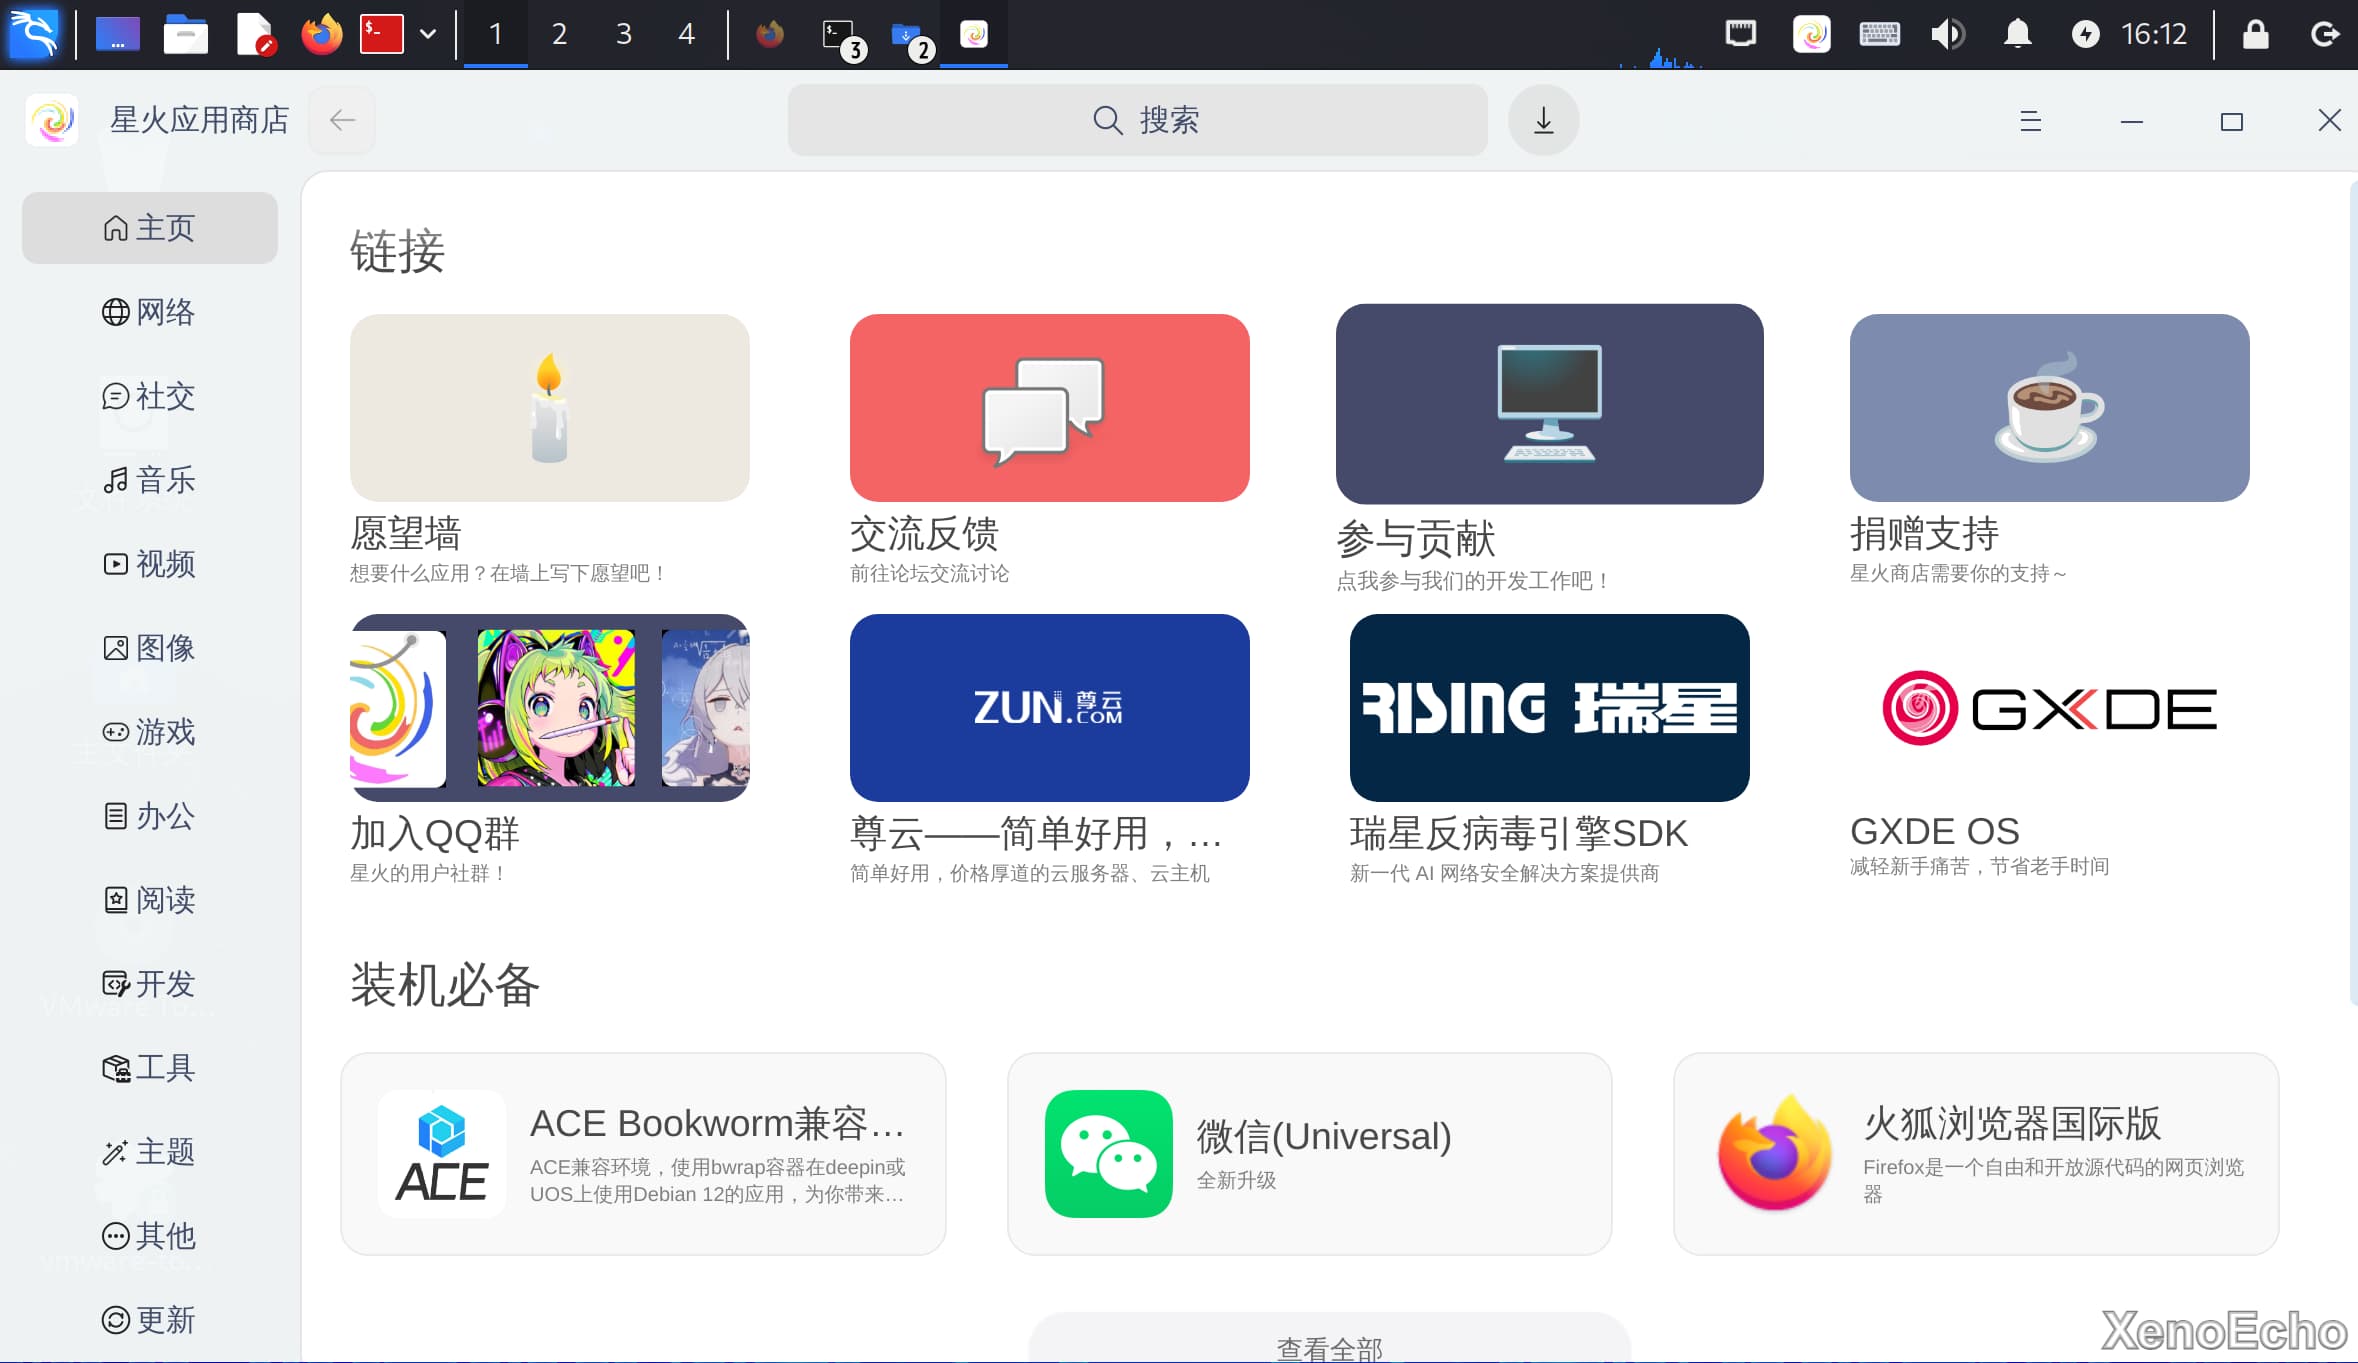 1
2
3
4
3
2
16:12
星火应用商店
搜索
主页
网络
社交
音乐
视频
图像
游戏
办公
阅读
开发
工具
主题
其他
更新
链接
愿望墙
想要什么应用？在墙上写下愿望吧！
交流反馈
前往论坛交流讨论
参与贡献
点我参与我们的开发工作吧！
捐赠支持
星火商店需要你的支持～
ZUN.尊云
COM
RISING 瑞星
GXDE
加入QQ群
星火的用户社群！
尊云——简单好用，…
简单好用，价格厚道的云服务器、云主机
瑞星反病毒引擎SDK
新一代 AI 网络安全解决方案提供商
GXDE OS
减轻新手痛苦，节省老手时间
装机必备
ACE
ACE Bookworm兼容…
ACE兼容环境，使用bwrap容器在deepin或
UOS上使用Debian 12的应用，为你带来…
微信(Universal)
全新升级
火狐浏览器国际版
Firefox是一个自由和开放源代码的网页浏览
器
查看全部
VMware To...
vmware-to...
XenoEcho